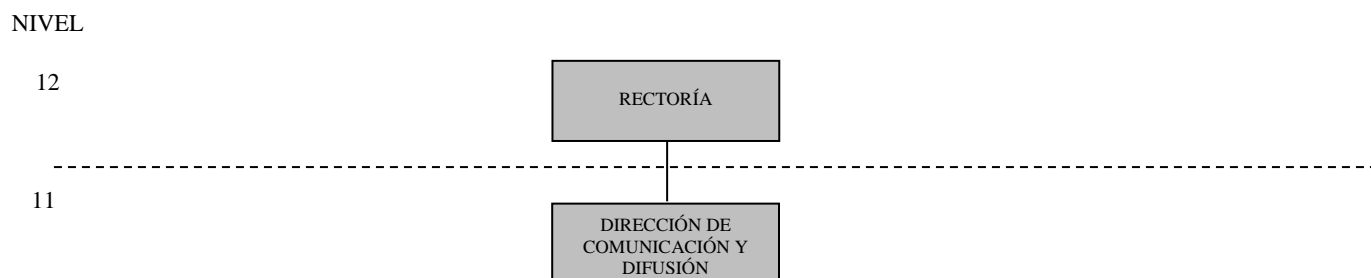 NIVEL
12
RECTORÍA
11
DIRECCIÓN DE
COMUNICACIÓN Y
DIFUSIÓN